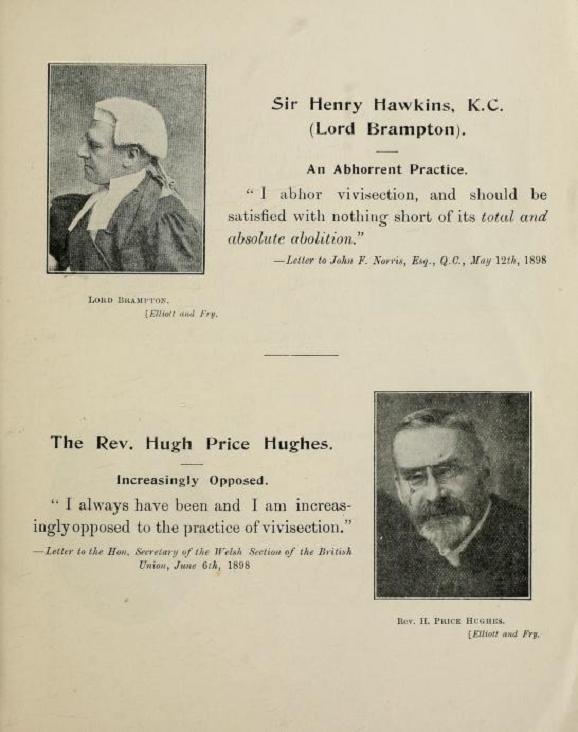 Sir Henry Hawkins, K.C.
(Lord Brampton).
An Abhorrent Practice.
“ I abhor vivisection, and should be
satisfied with nothing short of its total and
absolute abolition.”
—Letter to John F. Norris, Esq., Q.C., May 12th, 1898
Lord Brampton.
[Elliott and Fry.
The Rev. Hugh Price Hughes.
Increasingly Opposed.
“ I always have been and I am increas-
ingly opposed to the practice of vivisection.”
—Letter to the Hon. Secretary of the Welsh Section of the British
Union, June 6th, 1898
Rev. H. Price Hughes.
[Elliott and Fry.